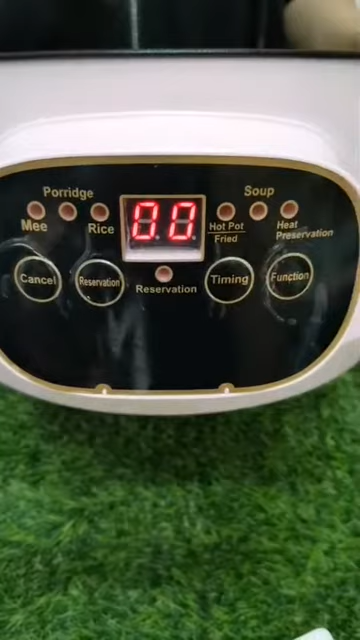 Porridge
Soup
Mee
Rice
00
Hot Pot
Fried
Heat
Preservation
Cancel
Reservation
Reservation
Timing
Function